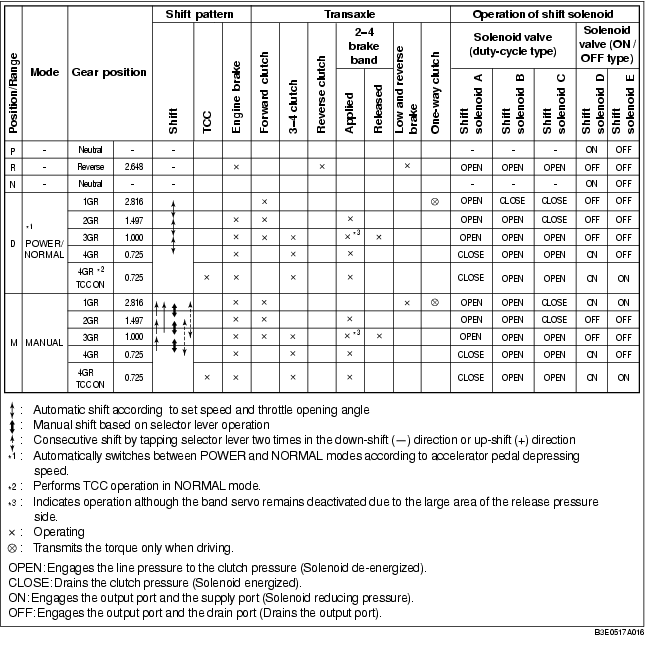 Shift pattern Transaxle Operation of shift solenoid
Position/Range Mode Gear position Shift TCC Engine brake Forward clutch 3–4 clutch Reverse clutch 2–4 brake band Applied Released Low and reverse brake One-way clutch Solenoid valve (duty-cycle type) Shift solenoid A Shift solenoid B Shift solenoid C Solenoid valve (ON / OFF type) Shift solenoid D Shift solenoid E
P - Neutral - - - - - ON OFF
R - Reverse 2.648 - × × × OPEN OPEN OPEN OFF OFF
N - Neutral - - - - - ON OFF
D *1 POWER/ NORMAL
1GR 2.816 × ⊗ OPEN CLOSE CLOSE OFF OFF
2GR 1.497 × × × OPEN OPEN CLOSE OFF OFF
3GR 1.000 × × × ×*3 × OPEN OPEN OPEN OFF OFF
4GR 0.725 × × × CLOSE OPEN OPEN ON OFF
4GR *2 TCC ON 0.725 × × × × CLOSE OPEN OPEN ON ON
M MANUAL
1GR 2.816 × × × ⊗ OPEN OPEN CLOSE ON ON
2GR 1.497 × × × OPEN OPEN CLOSE OFF OFF
3GR 1.000 × × × ×*3 × OPEN OPEN OPEN OFF OFF
4GR 0.725 × × × CLOSE OPEN OPEN ON OFF
4GR TCC ON 0.725 × × × × CLOSE OPEN OPEN ON ON
: Automatic shift according to set speed and throttle opening angle
: Manual shift based on selector lever operation
: Consecutive shift by tapping selector lever two times in the down-shift (—) direction or up-shift (+) direction
*1 : Automatically switches between POWER and NORMAL modes according to accelerator pedal depressing
speed.
*2 : Performs TCC operation in NORMAL mode.
*3 : Indicates operation although the band servo remains deactivated due to the large area of the release pressure
side.
× : Operating
⊗ : Transmits the torque only when driving.
OPEN: Engages the line pressure to the clutch pressure (Solenoid de-energized).
CLOSE: Drains the clutch pressure (Solenoid energized).
ON: Engages the output port and the supply port (Solenoid reducing pressure).
OFF: Engages the output port and the drain port (Drains the output port).
B3E0517A016